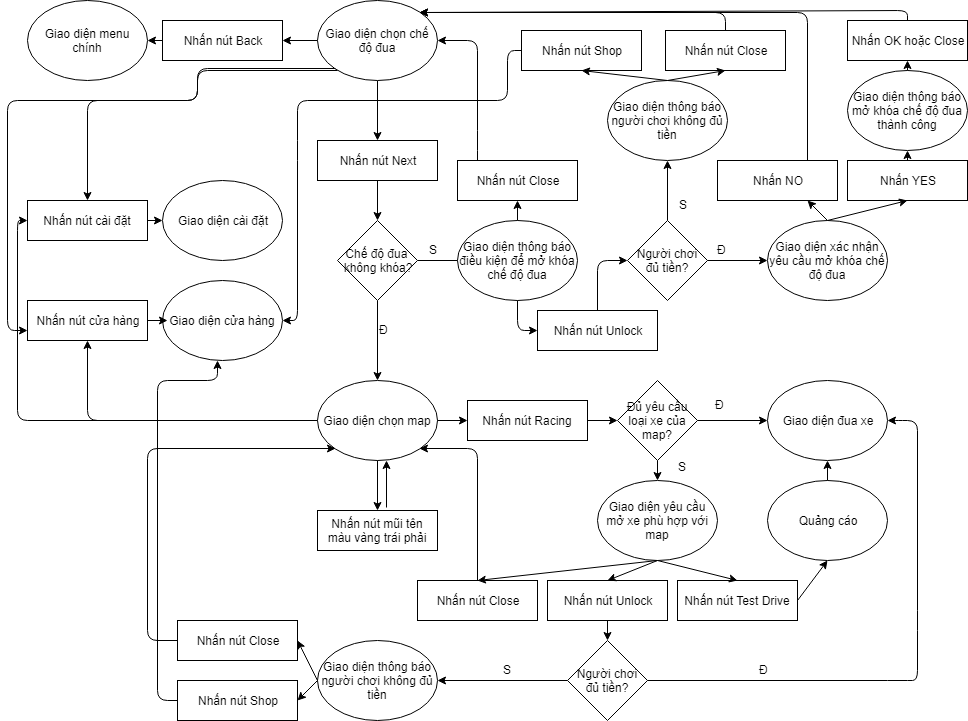 Giao diện menu
chính
Nhấn nút Back
Giao diện chọn chế
độ đua
Nhấn nút Shop
Nhấn nút Close
Nhấn OK hoặc Close
Giao diện thông báo
người chơi không đủ
tiền
Giao diện thông báo
mở khóa chế độ đua
thành công
Nhấn nút Next
Nhấn nút Close
Nhấn NO
Nhấn YES
Nhấn nút cài đặt
Giao diện cài đặt
Chế độ đua
không khóa?
S
Giao diện thông báo
điều kiện để mở khóa
chế độ đua
S
Người chơi
đủ tiền?
Đ
Giao diện xác nhận
yêu cầu mở khóa chế
độ đua
Nhấn nút cửa hàng
Giao diện cửa hàng
Đ
Nhấn nút Unlock
Giao diện chọn map
Nhấn nút Racing
Đủ yêu cầu
loại xe của
map?
Đ
Giao diện đua xe
S
Nhấn nút mũi tên
màu vàng trái phải
Giao diện yêu cầu
mở xe phù hợp với
map
Quảng cáo
Nhấn nút Close
Nhấn nút Unlock
Nhấn nút Test Drive
Nhấn nút Close
Nhấn nút Shop
Giao diện thông báo
người chơi không đủ
tiền
S
Người chơi
đủ tiền?
Đ